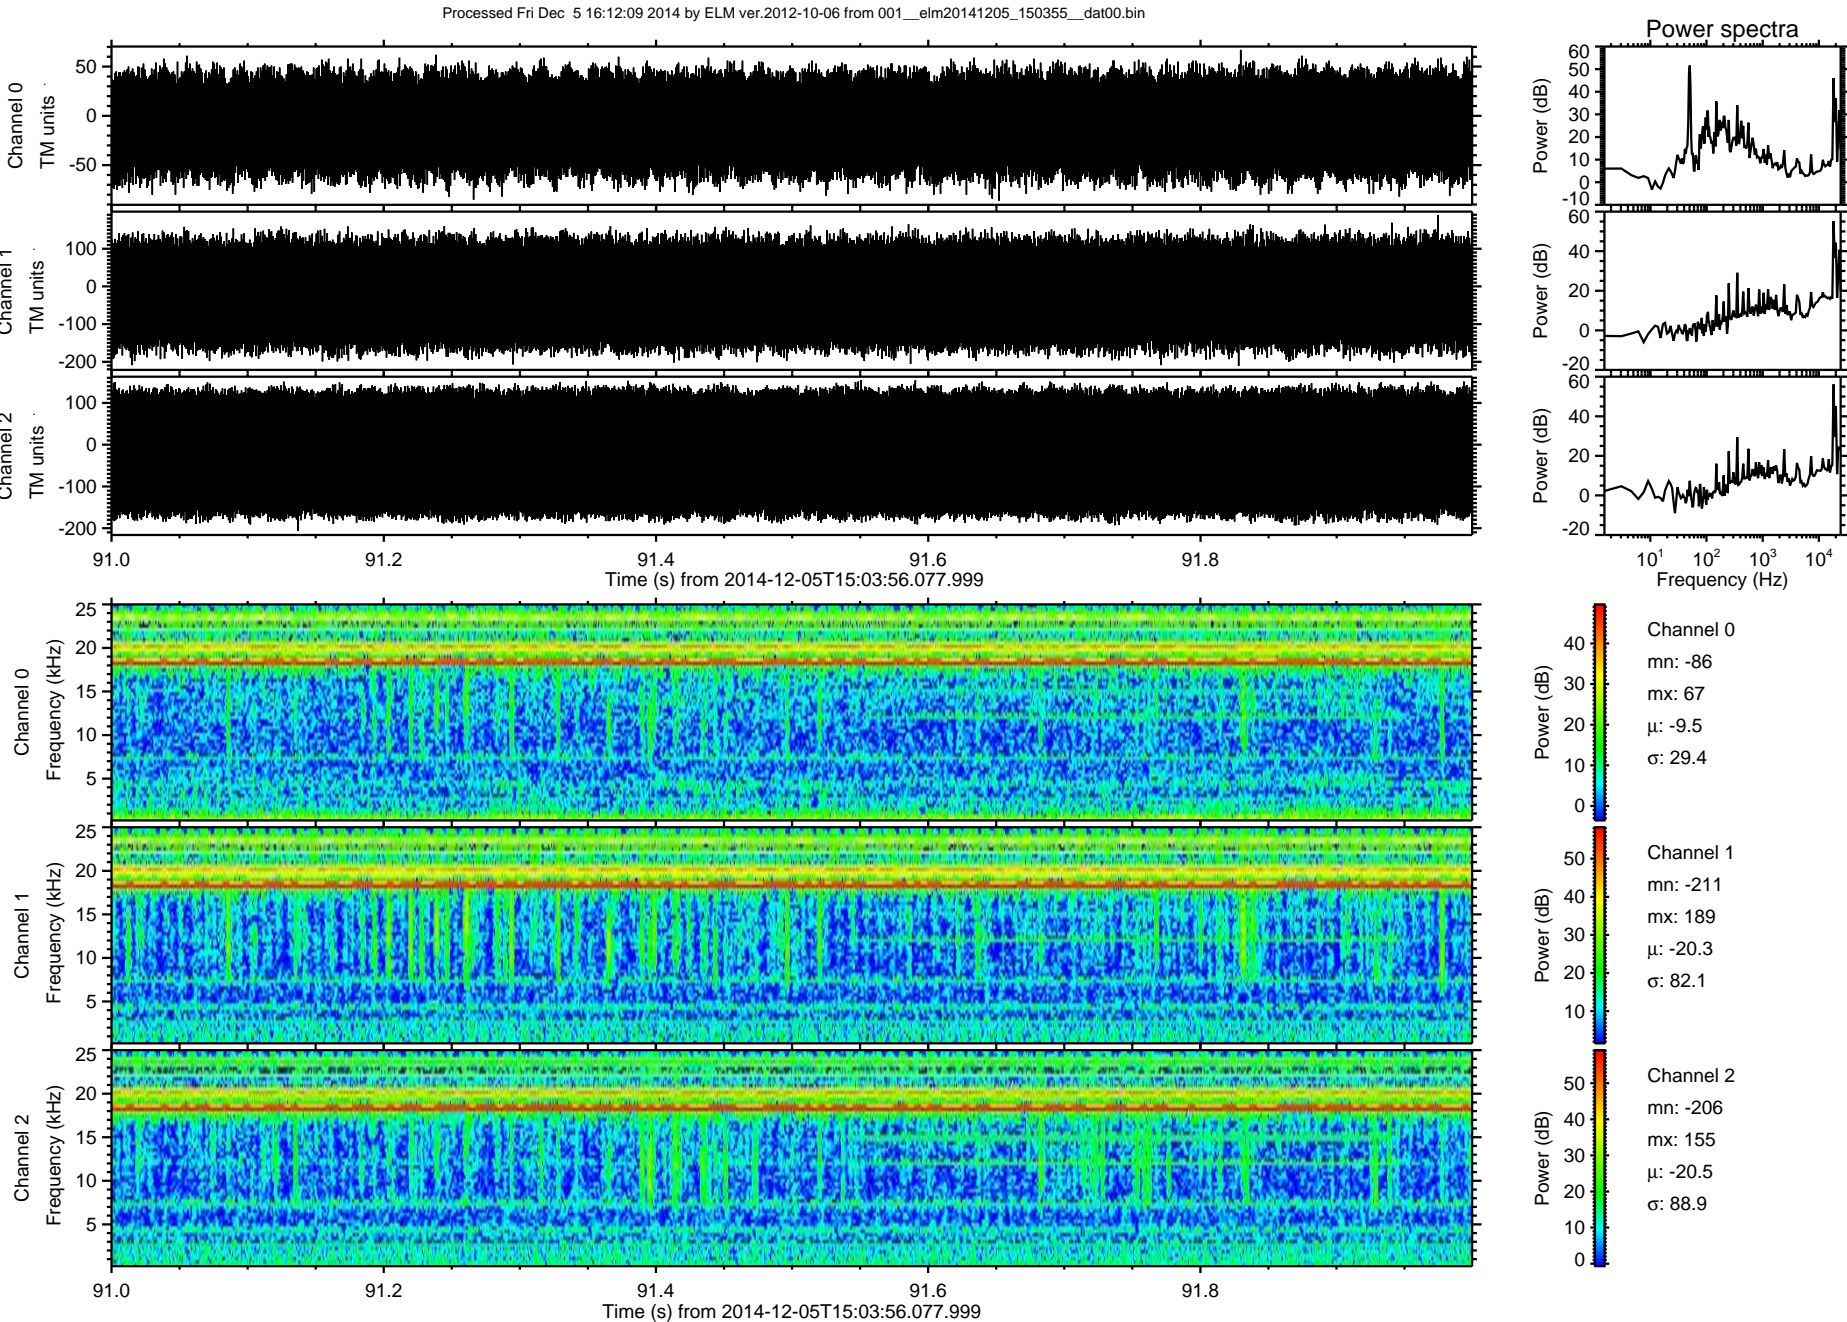 Processed Fri Dec 5 16:12:09 2014 by ELM ver.2012-10-06 from 001__elm20141205_150355__dat00.bin
Power spectra
Channel 0
TM units
50
0
-50
Power (dB)
60
50
40
30
20
10
0
-10
Channel 1
TM units
100
0
-100
-200
Power (dB)
60
40
20
0
-20
Channel 2
TM units
100
0
-100
-200
Power (dB)
60
40
20
0
-20
91.0 91.2 91.4 91.6 91.8
Time (s) from 2014-12-05T15:03:56.077.999
10^1 10^2 10^3 10^4
Frequency (Hz)
Channel 0
Frequency (kHz)
25
20
15
10
5
Power (dB)
40
30
20
10
0
Channel 0
mn: -86
mx: 67
μ: -9.5
σ: 29.4
Channel 1
Frequency (kHz)
25
20
15
10
5
Power (dB)
50
40
30
20
10
Channel 1
mn: -211
mx: 189
μ: -20.3
σ: 82.1
Channel 2
Frequency (kHz)
25
20
15
10
5
Power (dB)
50
40
30
20
10
0
Channel 2
mn: -206
mx: 155
μ: -20.5
σ: 88.9
91.0 91.2 91.4 91.6 91.8
Time (s) from 2014-12-05T15:03:56.077.999